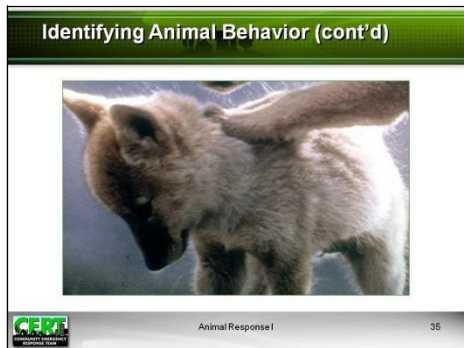 Identifying Animal Behavior (cont'd)
CERT
COMMUNITY EMERGENCY
RESPONSE TEAM
Animal Response I
35